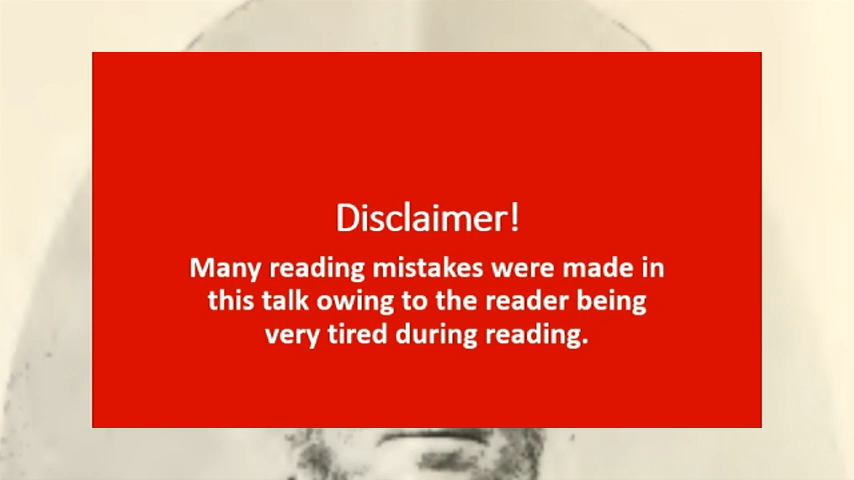 Disclaimer!
Many reading mistakes were made in
this talk owing to the reader being
very tired during reading.